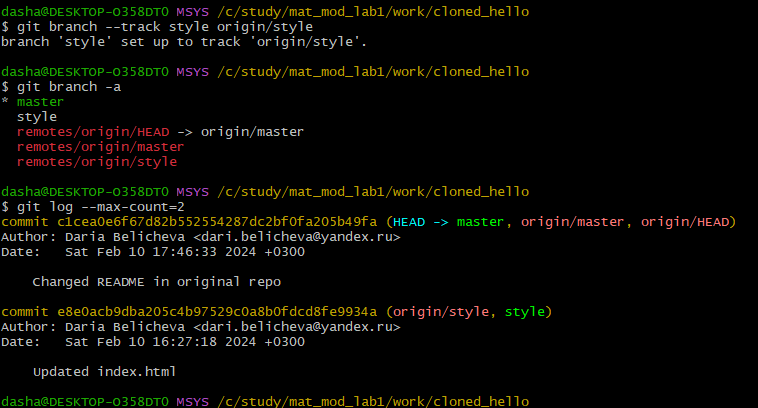 dasha@DESKTOP-O358DT0 MSYS /c/study/mat_mod_lab1/work/cloned_hello
$ git branch --track style origin/style
branch 'style' set up to track 'origin/style'.

dasha@DESKTOP-O358DT0 MSYS /c/study/mat_mod_lab1/work/cloned_hello
$ git branch -a
* master
  style
  remotes/origin/HEAD -> origin/master
  remotes/origin/master
  remotes/origin/style

dasha@DESKTOP-O358DT0 MSYS /c/study/mat_mod_lab1/work/cloned_hello
$ git log --max-count=2
commit c1cea0e6f67d82b552554287dc2bf0fa205b49fa (HEAD -> master, origin/master, origin/HEAD)
Author: Daria Belicheva <dari.belicheva@yandex.ru>
Date:   Sat Feb 10 17:46:33 2024 +0300

    Changed README in original repo

commit e8e0acb9dba205c4b97529c0a8b0fdcd8fe9934a (origin/style, style)
Author: Daria Belicheva <dari.belicheva@yandex.ru>
Date:   Sat Feb 10 16:27:18 2024 +0300

    Updated index.html

dasha@DESKTOP-O358DT0 MSYS /c/study/mat_mod_lab1/work/cloned_hello